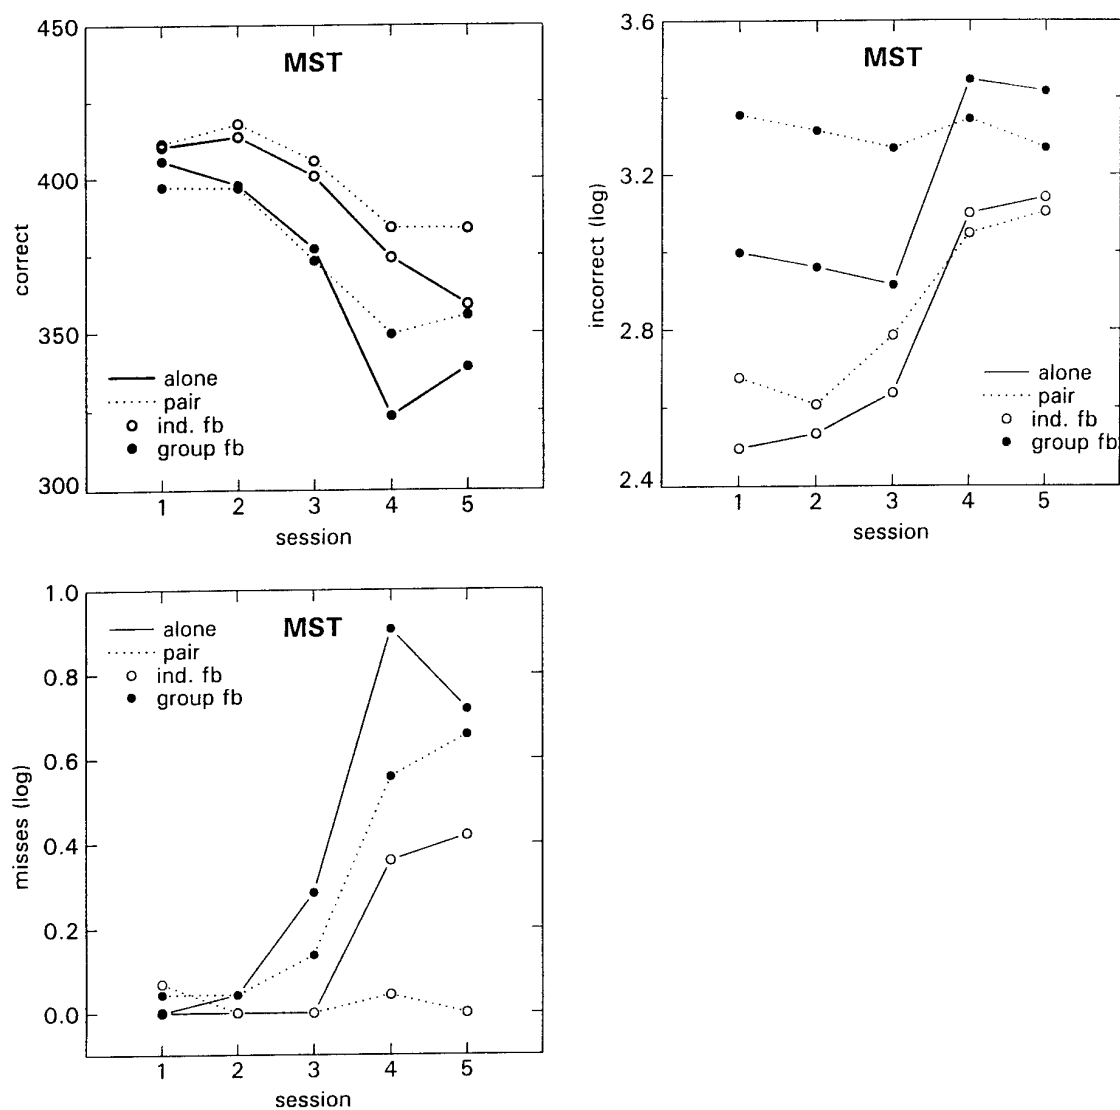 MST
450
400
350
300
correct
alone
pair
ind. fb
group fb
1 2 3 4 5
session
MST
3.6
3.2
2.8
2.4
incorrect (log)
alone
pair
ind. fb
group fb
1 2 3 4 5
session
MST
1.0
0.8
0.6
0.4
0.2
0.0
misses (log)
alone
pair
ind. fb
group fb
1 2 3 4 5
session